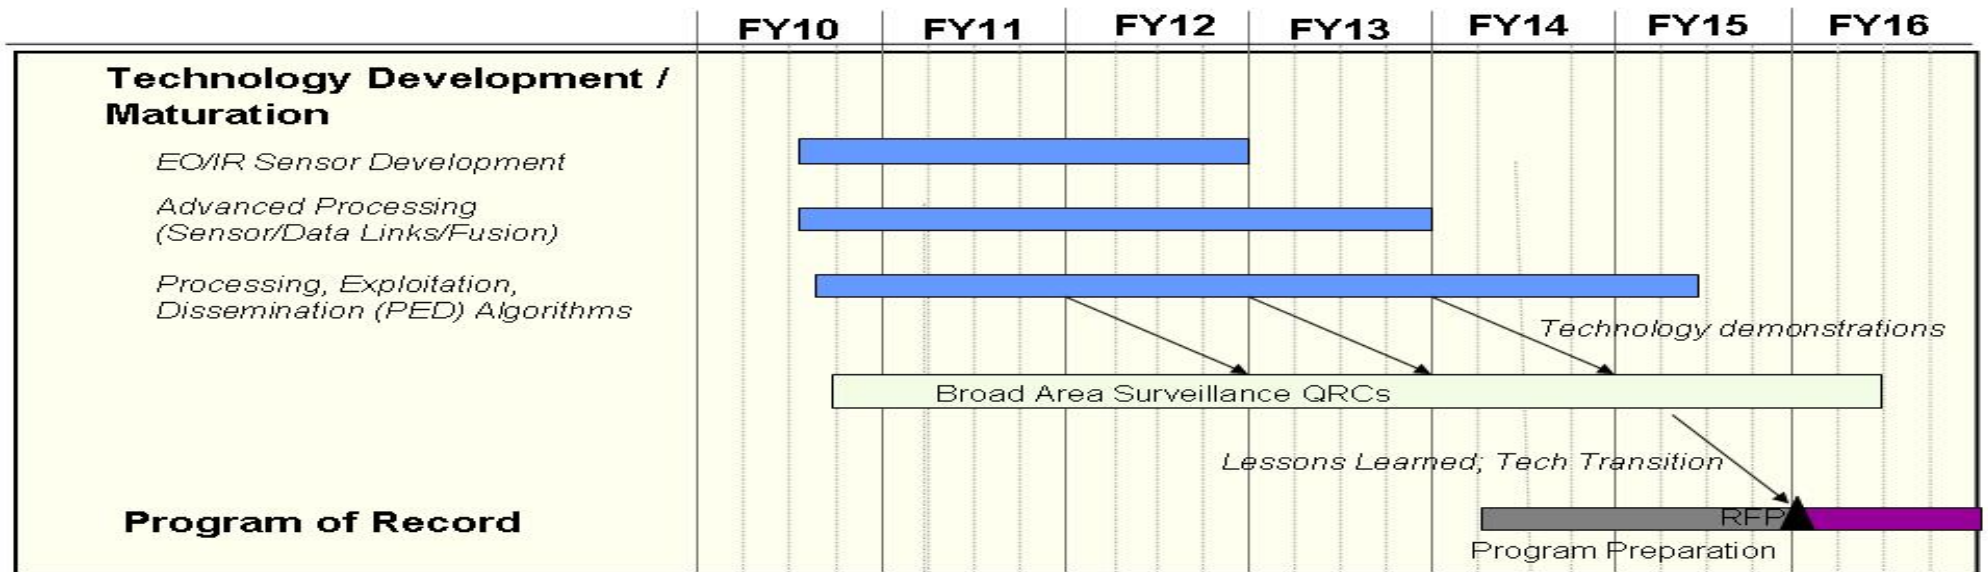 FY10 FY11 FY12 FY13 FY14 FY15 FY16
Technology Development /
Maturation
EO/IR Sensor Development
Advanced Processing
(Sensor/Data Links/Fusion)
Processing, Exploitation,
Dissemination (PED) Algorithms
Technology demonstrations
Broad Area Surveillance QRCs
Lessons Learned; Tech Transition
Program of Record
RFP
Program Preparation